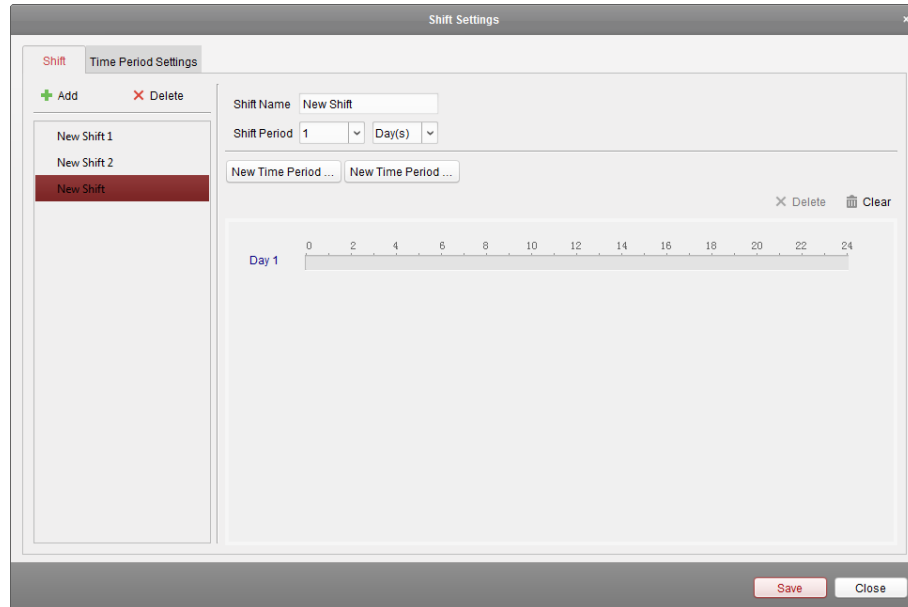 Shift Settings
×
Shift
Time Period Settings
Add
Delete
New Shift 1
New Shift 2
New Shift
Shift Name
New Shift
Shift Period
1
Day(s)
New Time Period ...
New Time Period ...
Delete
Clear
0 2 4 6 8 10 12 14 16 18 20 22 24
Day 1
Save
Close